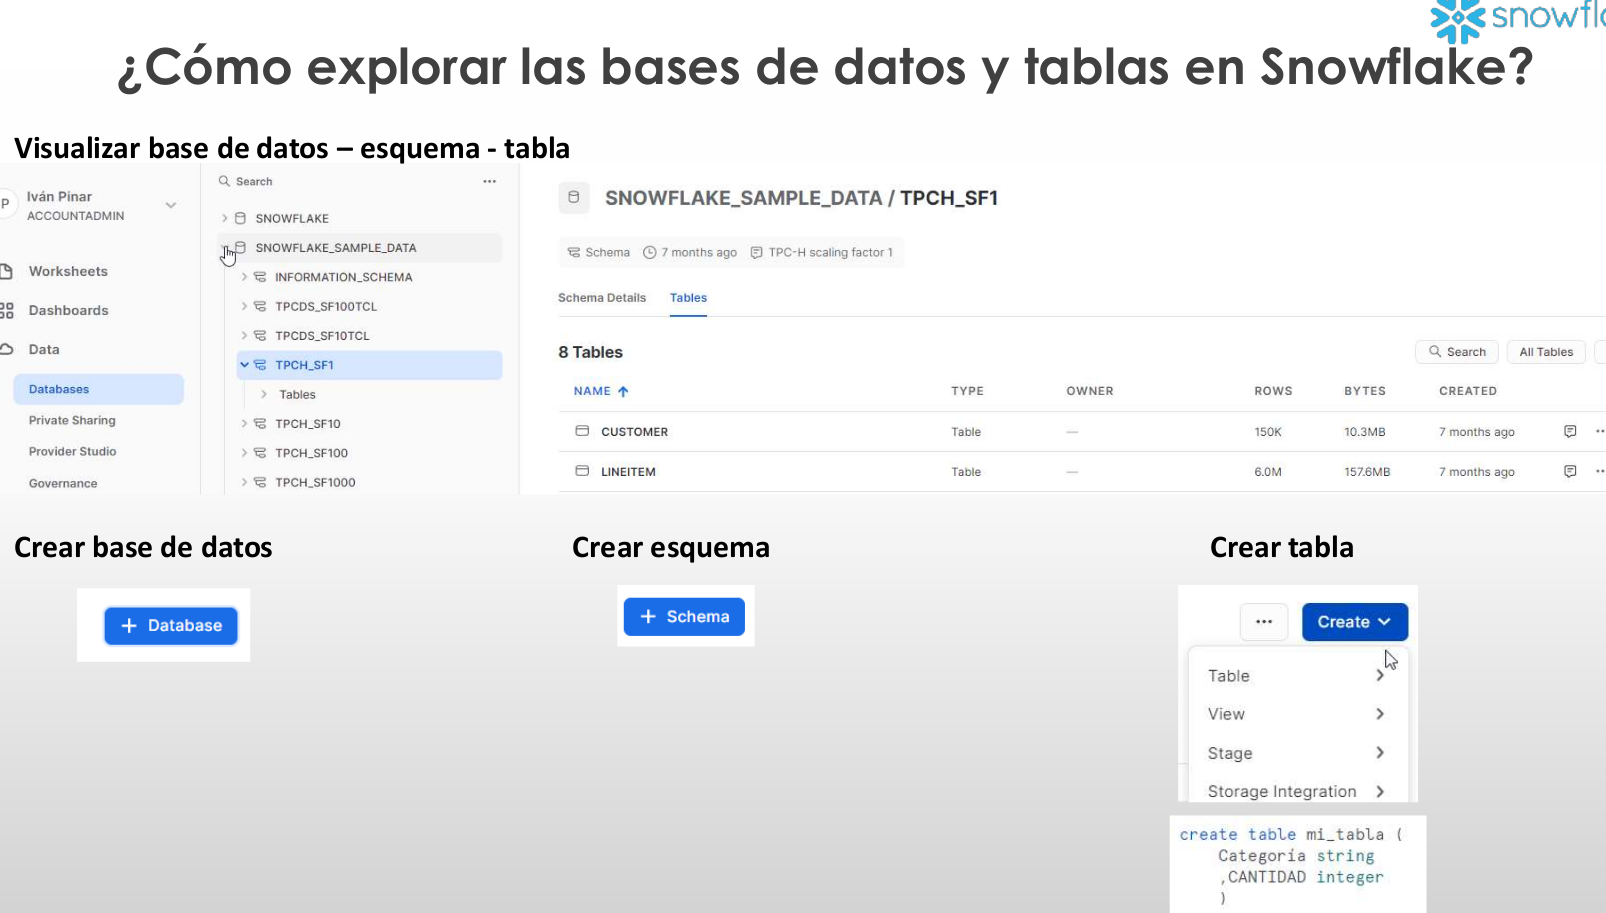 snowfla
¿Cómo explorar las bases de datos y tablas en Snowflake?
Visualizar base de datos – esquema - tabla
P
Iván Pinar
ACCOUNTADMIN
Worksheets
Dashboards
Data
Databases
Private Sharing
Provider Studio
Governance
Search ...
SNOWFLAKE
SNOWFLAKE_SAMPLE_DATA
INFORMATION_SCHEMA
TPCDS_SF100TCL
TPCDS_SF10TCL
TPCH_SF1
Tables
TPCH_SF10
TPCH_SF100
TPCH_SF1000
SNOWFLAKE_SAMPLE_DATA / TPCH_SF1
Schema 7 months ago TPC-H scaling factor 1
Schema Details Tables
8 Tables Search All Tables
NAME TYPE OWNER ROWS BYTES CREATED
CUSTOMER Table — 150K 10.3MB 7 months ago
LINEITEM Table — 6.0M 157.6MB 7 months ago
Crear base de datos
+ Database
Crear esquema
+ Schema
Crear tabla
... Create
Table
View
Stage
Storage Integration
create table mi_tabla (
Categoría string
,CANTIDAD integer
)